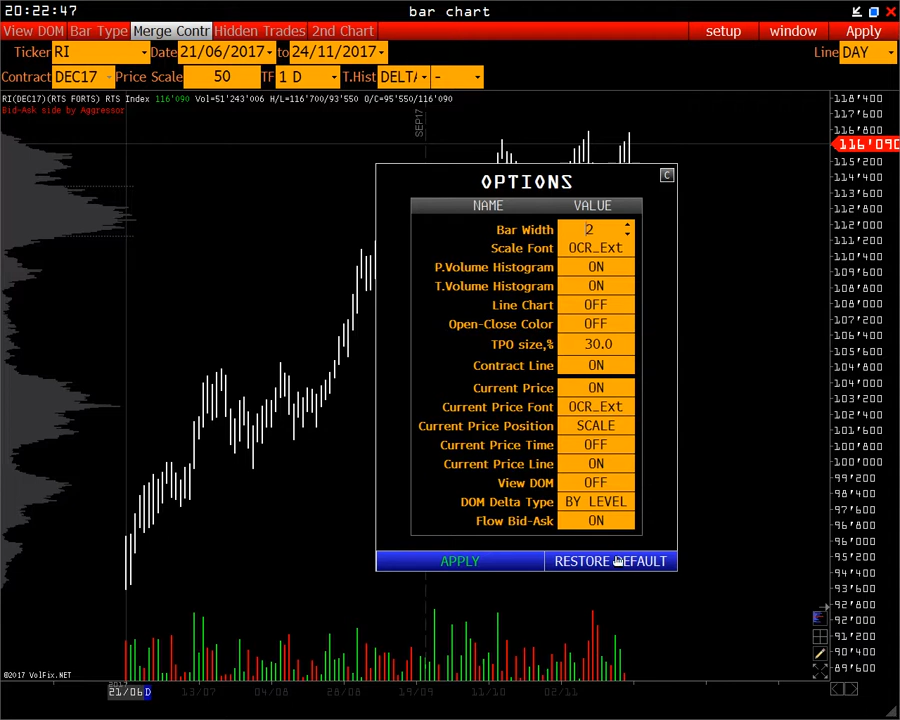 20:22:47
bar chart
View DOM Bar Type Merge Contr Hidden Trades 2nd Chart setup window Apply
Ticker RI Date 21/06/2017 to 24/11/2017 Line DAY
Contract DEC17 Price Scale 50 TF 1 D T.Hist DELTA -
RI(DEC17)(RTS FORTS) RTS Index 116'090 Vol=51'243'006 H/L=116'700/93'550 O/C=95'550/116'090
Bid-Ask side by Aggressor
SEP17
118'400
117'600
116'800
116'090
115'200
114'400
113'600
112'800
112'000
111'200
110'400
109'600
108'800
108'000
107'200
106'400
105'600
104'800
104'000
103'200
102'400
101'600
100'800
100'000
99'200
98'400
97'600
96'800
96'000
95'200
94'400
93'600
92'800
92'000
91'200
90'400
89'600
OPTIONS
C
NAME VALUE
Bar Width 2
Scale Font OCR_Ext
P.Volume Histogram ON
T.Volume Histogram ON
Line Chart OFF
Open-Close Color OFF
TPO size,% 30.0
Contract Line ON
Current Price ON
Current Price Font OCR_Ext
Current Price Position SCALE
Current Price Time OFF
Current Price Line ON
View DOM OFF
DOM Delta Type BY LEVEL
Flow Bid-Ask ON
APPLY RESTORE DEFAULT
©2017 VolFix.NET
2017
21/06 D 13/07 04/08 28/08 19/09 11/10 02/11